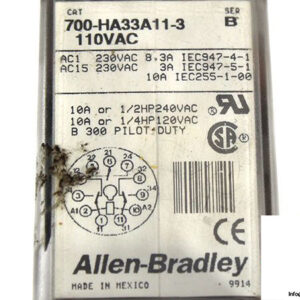 CAT SER
700-HA33A11-3 B
110VAC
AC1 230VAC 8.3A IEC947-4-1
AC15 230VAC 3A IEC947-5-1
10A IEC255-1-00
10A or 1/2HP240VAC
10A or 1/4HP120VAC
B 300 PILOT-DUTY
Allen-Bradley
MADE IN MEXICO 9914